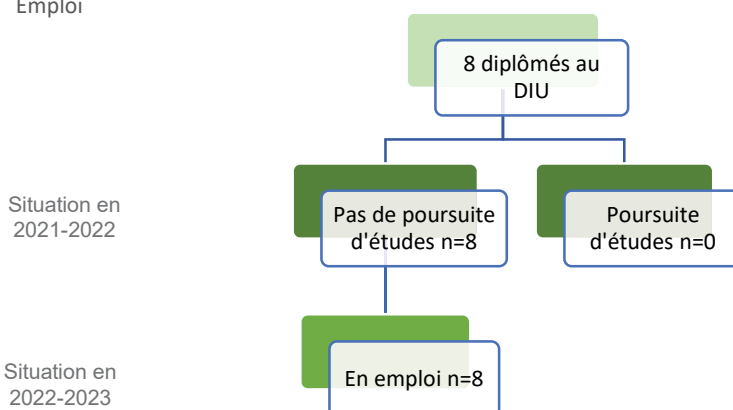 Emploi
8 diplômés au
DIU
Situation en
2021-2022
Pas de poursuite
d'études n=8
Poursuite
d'études n=0
Situation en
2022-2023
En emploi n=8